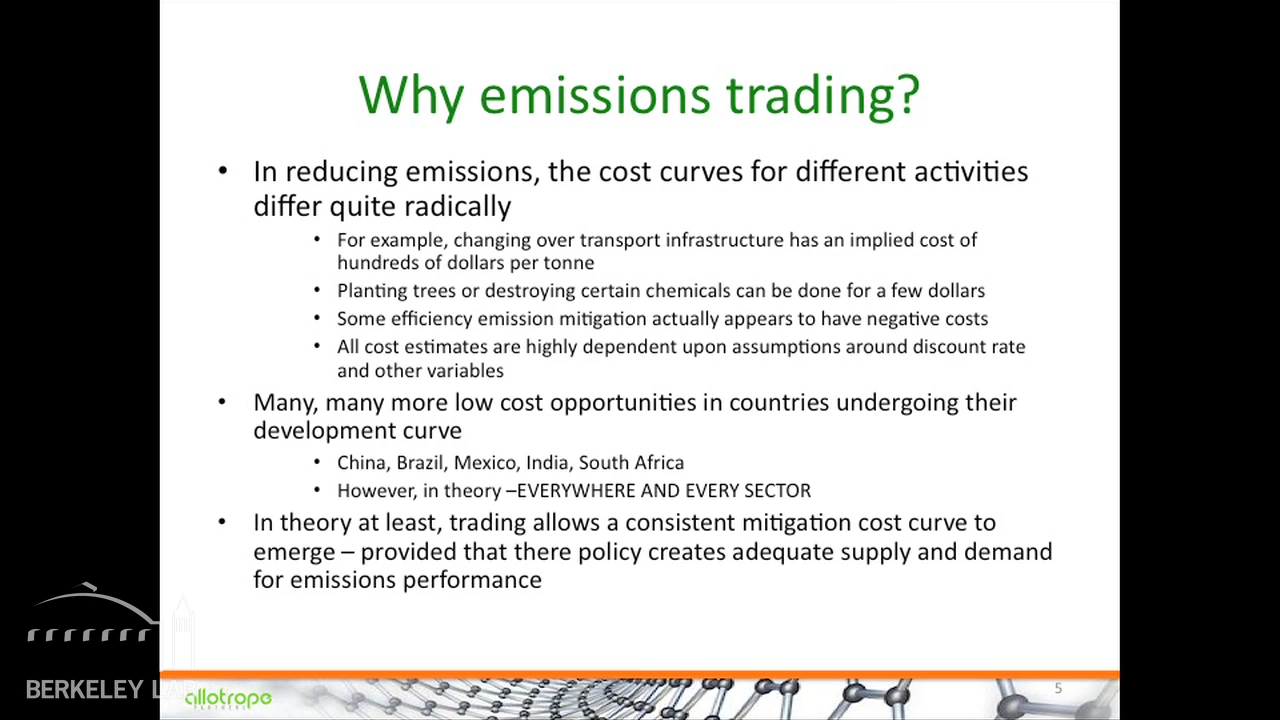 Why emissions trading?
• In reducing emissions, the cost curves for different activities
differ quite radically
• For example, changing over transport infrastructure has an implied cost of
hundreds of dollars per tonne
• Planting trees or destroying certain chemicals can be done for a few dollars
• Some efficiency emission mitigation actually appears to have negative costs
• All cost estimates are highly dependent upon assumptions around discount rate
and other variables
• Many, many more low cost opportunities in countries undergoing their
development curve
• China, Brazil, Mexico, India, South Africa
• However, in theory –EVERYWHERE AND EVERY SECTOR
• In theory at least, trading allows a consistent mitigation cost curve to
emerge – provided that there policy creates adequate supply and demand
for emissions performance
BERKELEY LAB
allotrope
PARTNERS
5